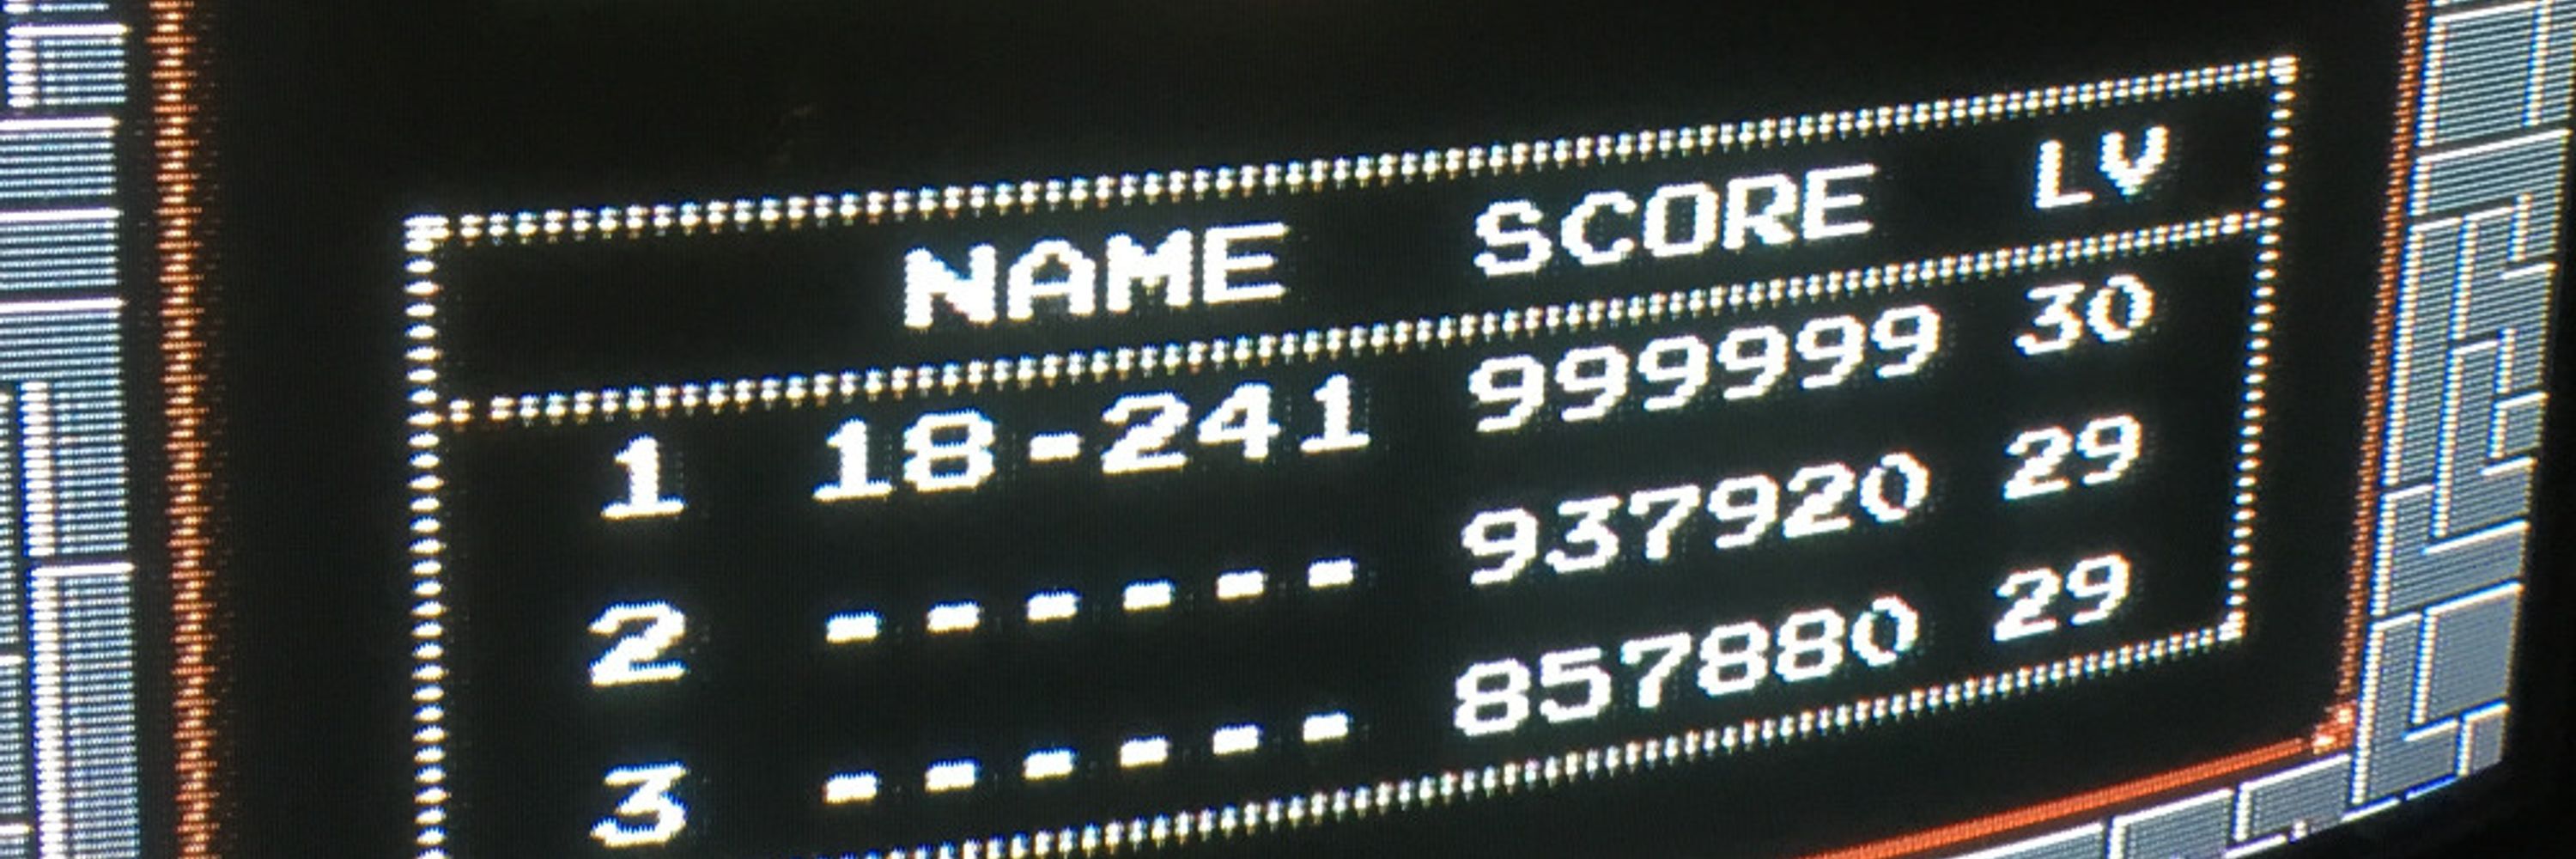 NAME SCORE LV
1 18-241 999999 30
2 ------ 937920 29
3 ------ 857880 29